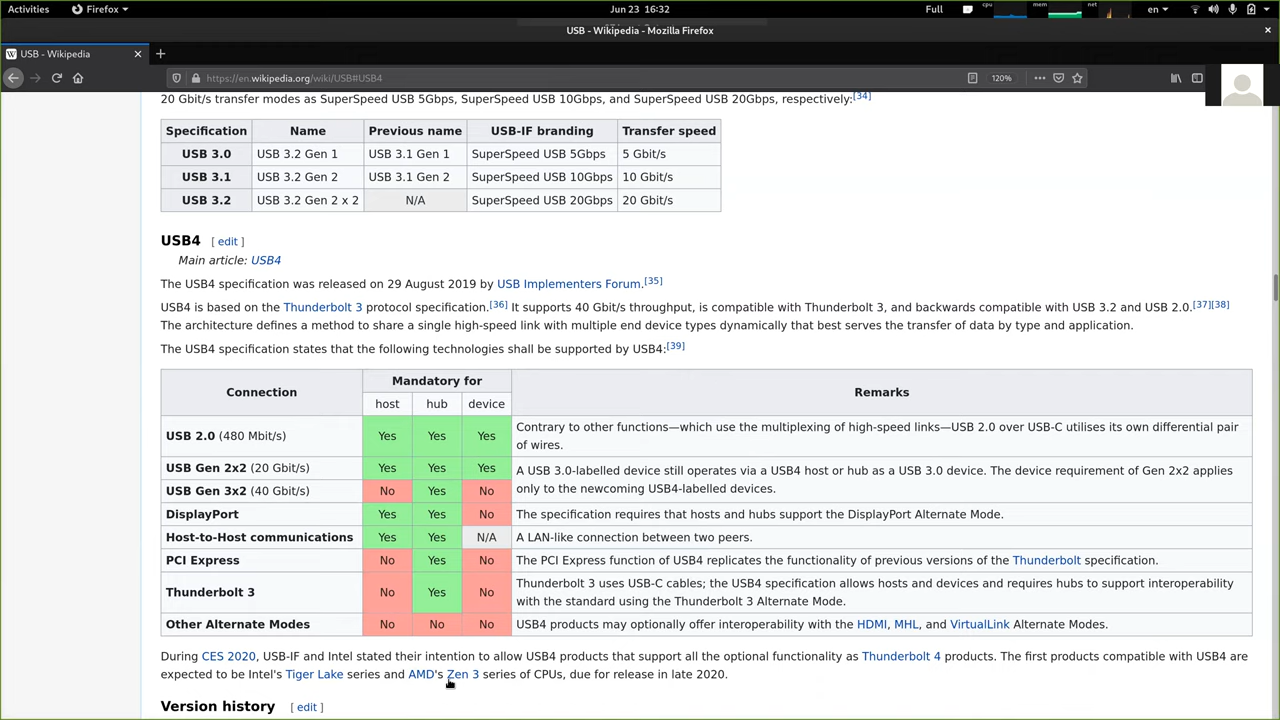 Activities Firefox Jun 23 16:32 Full cpu mem net en
USB - Wikipedia - Mozilla Firefox ×
W USB - Wikipedia × +
https://en.wikipedia.org/wiki/USB#USB4 120%
20 Gbit/s transfer modes as SuperSpeed USB 5Gbps, SuperSpeed USB 10Gbps, and SuperSpeed USB 20Gbps, respectively:[34]
Specification Name Previous name USB-IF branding Transfer speed
USB 3.0 USB 3.2 Gen 1 USB 3.1 Gen 1 SuperSpeed USB 5Gbps 5 Gbit/s
USB 3.1 USB 3.2 Gen 2 USB 3.1 Gen 2 SuperSpeed USB 10Gbps 10 Gbit/s
USB 3.2 USB 3.2 Gen 2 x 2 N/A SuperSpeed USB 20Gbps 20 Gbit/s
USB4 [ edit ]
Main article: USB4
The USB4 specification was released on 29 August 2019 by USB Implementers Forum.[35]
USB4 is based on the Thunderbolt 3 protocol specification.[36] It supports 40 Gbit/s throughput, is compatible with Thunderbolt 3, and backwards compatible with USB 3.2 and USB 2.0.[37][38]
The architecture defines a method to share a single high-speed link with multiple end device types dynamically that best serves the transfer of data by type and application.
The USB4 specification states that the following technologies shall be supported by USB4:[39]
Connection Mandatory for Remarks
host hub device
USB 2.0 (480 Mbit/s) Yes Yes Yes Contrary to other functions—which use the multiplexing of high-speed links—USB 2.0 over USB-C utilises its own differential pair
of wires.
USB Gen 2x2 (20 Gbit/s) Yes Yes Yes A USB 3.0-labelled device still operates via a USB4 host or hub as a USB 3.0 device. The device requirement of Gen 2x2 applies
USB Gen 3x2 (40 Gbit/s) No Yes No only to the newcoming USB4-labelled devices.
DisplayPort Yes Yes No The specification requires that hosts and hubs support the DisplayPort Alternate Mode.
Host-to-Host communications Yes Yes N/A A LAN-like connection between two peers.
PCI Express No Yes No The PCI Express function of USB4 replicates the functionality of previous versions of the Thunderbolt specification.
Thunderbolt 3 No Yes No Thunderbolt 3 uses USB-C cables; the USB4 specification allows hosts and devices and requires hubs to support interoperability
with the standard using the Thunderbolt 3 Alternate Mode.
Other Alternate Modes No No No USB4 products may optionally offer interoperability with the HDMI, MHL, and VirtualLink Alternate Modes.
During CES 2020, USB-IF and Intel stated their intention to allow USB4 products that support all the optional functionality as Thunderbolt 4 products. The first products compatible with USB4 are
expected to be Intel's Tiger Lake series and AMD's Zen 3 series of CPUs, due for release in late 2020.
Version history [ edit ]